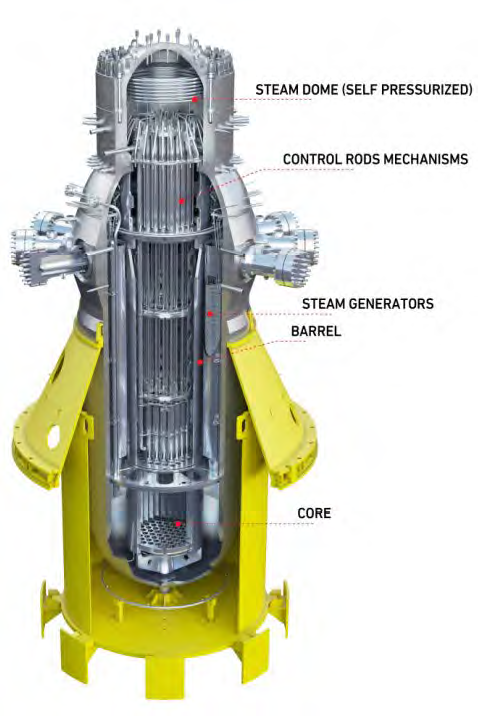 STEAM DOME (SELF PRESSURIZED)
CONTROL RODS MECHANISMS
STEAM GENERATORS
BARREL
CORE